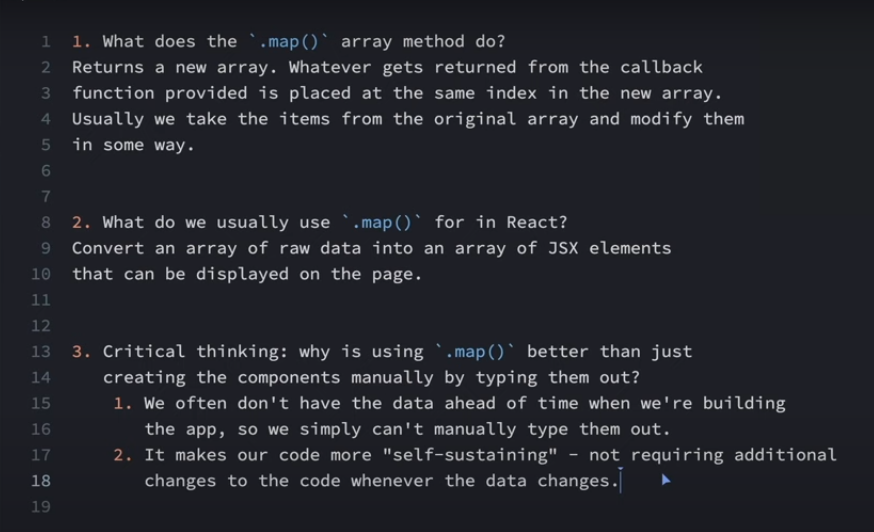 1 1. What does the `.map()` array method do?
2 Returns a new array. Whatever gets returned from the callback
3 function provided is placed at the same index in the new array.
4 Usually we take the items from the original array and modify them
5 in some way.
6
7
8 2. What do we usually use `.map()` for in React?
9 Convert an array of raw data into an array of JSX elements
10 that can be displayed on the page.
11
12
13 3. Critical thinking: why is using `.map()` better than just
14 creating the components manually by typing them out?
15 1. We often don't have the data ahead of time when we're building
16 the app, so we simply can't manually type them out.
17 2. It makes our code more "self-sustaining" - not requiring additional
18 changes to the code whenever the data changes.
19